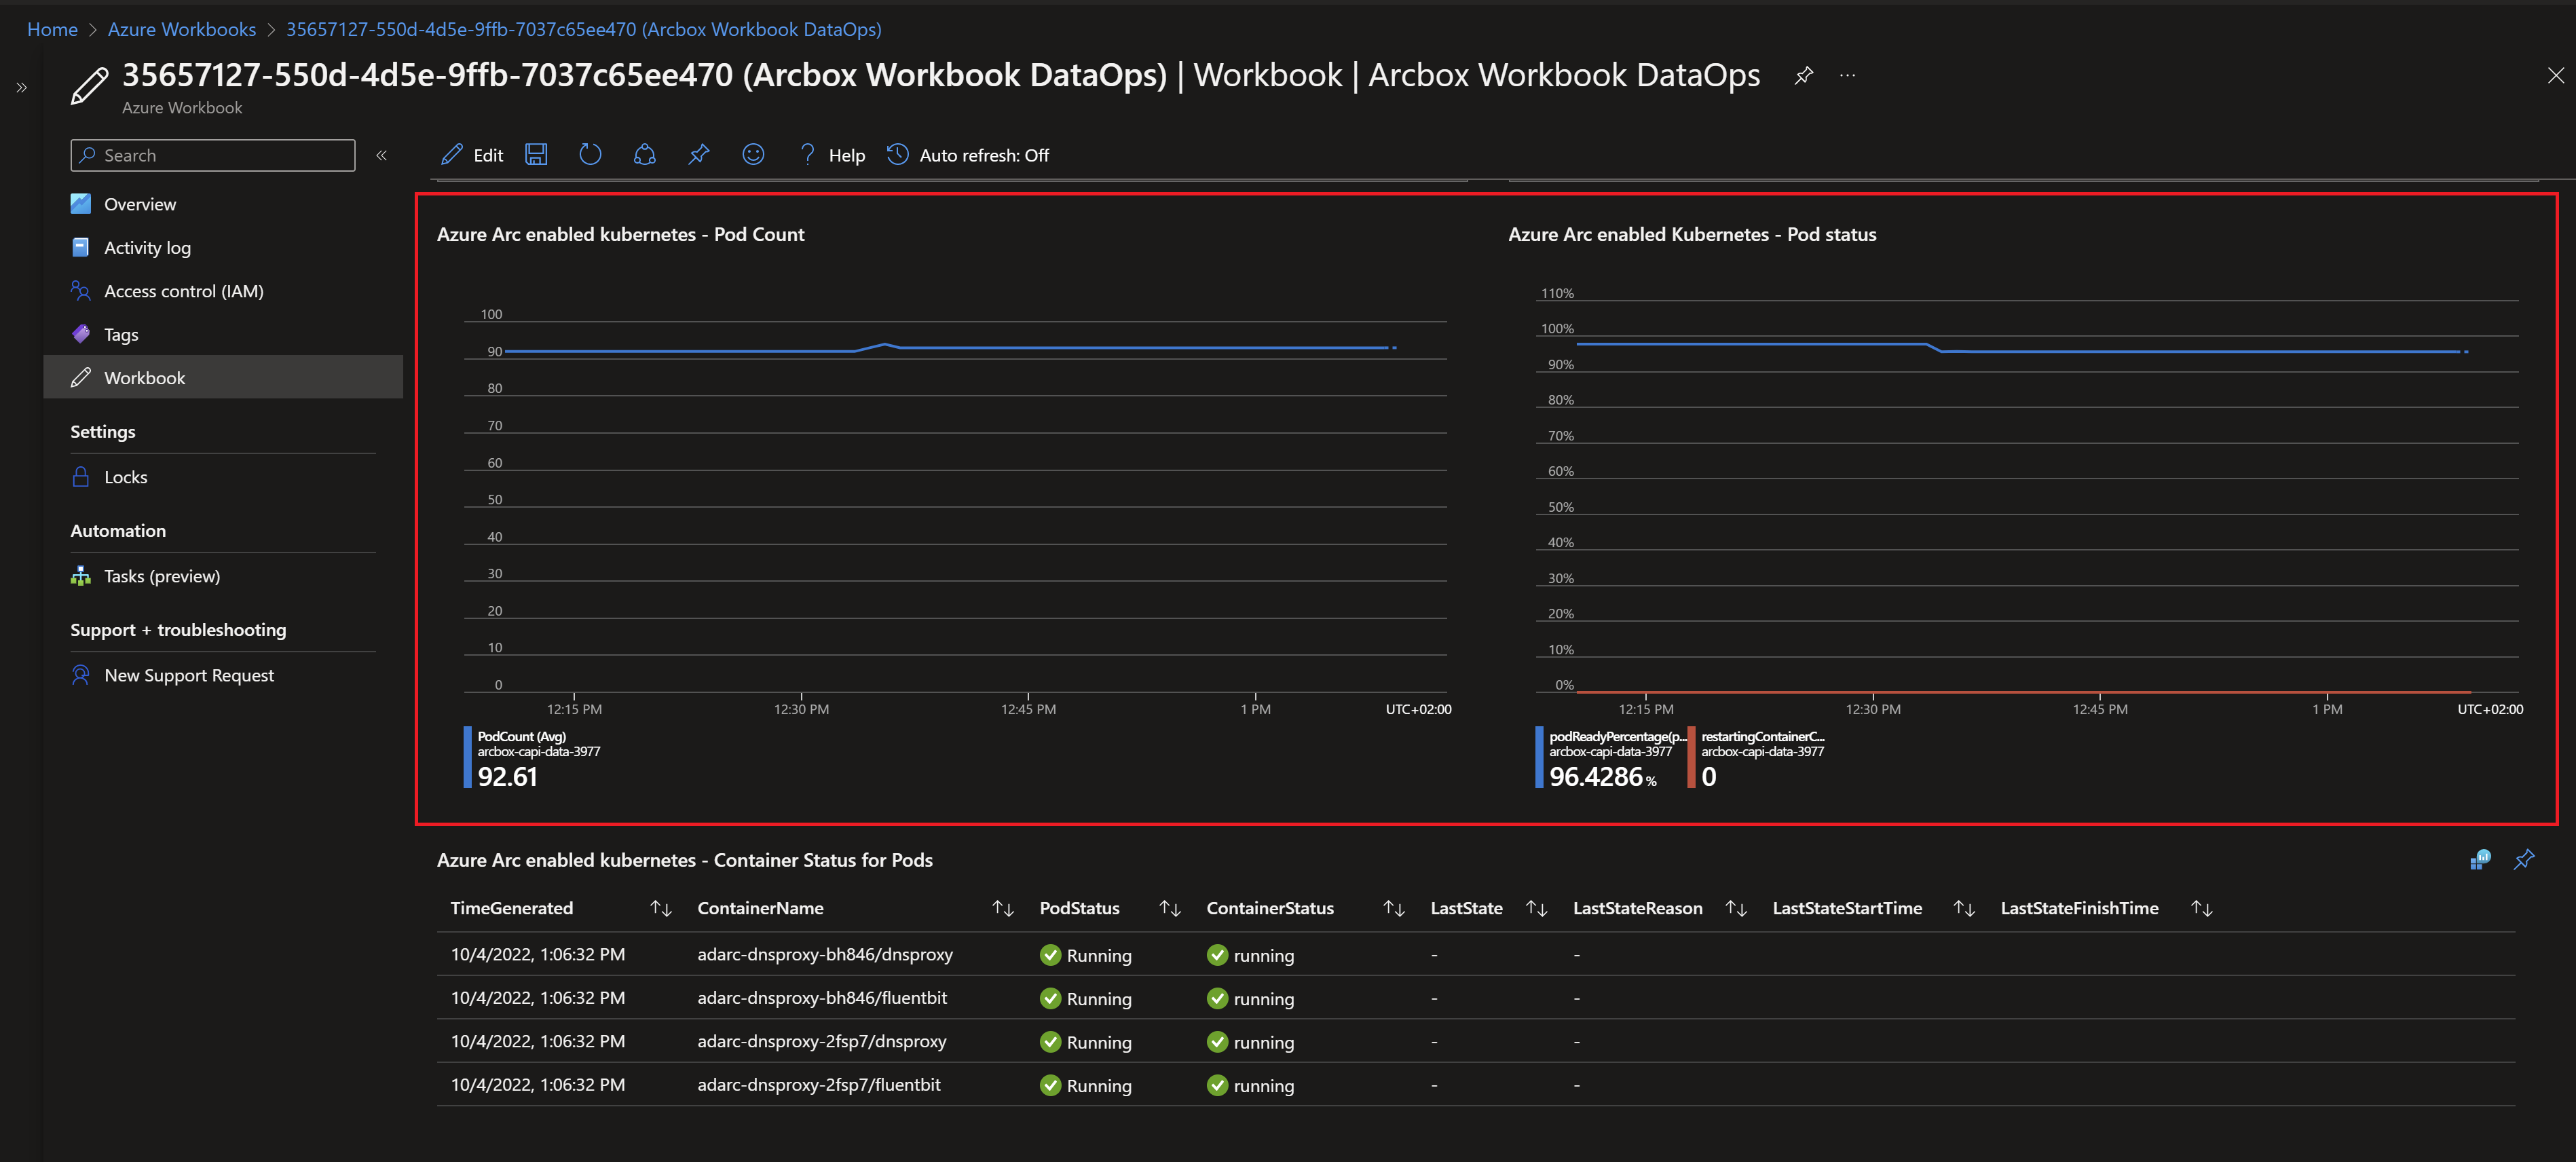 Home > Azure Workbooks > 35657127-550d-4d5e-9ffb-7037c65ee470 (Arcbox Workbook DataOps)
35657127-550d-4d5e-9ffb-7037c65ee470 (Arcbox Workbook DataOps) | Workbook | Arcbox Workbook DataOps
Azure Workbook
Search
Edit
Help
Auto refresh: Off
Overview
Activity log
Access control (IAM)
Tags
Workbook
Settings
Locks
Automation
Tasks (preview)
Support + troubleshooting
New Support Request
Azure Arc enabled kubernetes - Pod Count
100
90
80
70
60
50
40
30
20
10
0
12:15 PM 12:30 PM 12:45 PM 1 PM UTC+02:00
PodCount (Avg)
arcbox-capi-data-3977
92.61
Azure Arc enabled Kubernetes - Pod status
110%
100%
90%
80%
70%
60%
50%
40%
30%
20%
10%
0%
12:15 PM 12:30 PM 12:45 PM 1 PM UTC+02:00
podReadyPercentage(p...
arcbox-capi-data-3977
96.4286 %
restartingContainerC...
arcbox-capi-data-3977
0
Azure Arc enabled kubernetes - Container Status for Pods
TimeGenerated ContainerName PodStatus ContainerStatus LastState LastStateReason LastStateStartTime LastStateFinishTime
10/4/2022, 1:06:32 PM adarc-dnsproxy-bh846/dnsproxy Running running - -
10/4/2022, 1:06:32 PM adarc-dnsproxy-bh846/fluentbit Running running - -
10/4/2022, 1:06:32 PM adarc-dnsproxy-2fsp7/dnsproxy Running running - -
10/4/2022, 1:06:32 PM adarc-dnsproxy-2fsp7/fluentbit Running running - -